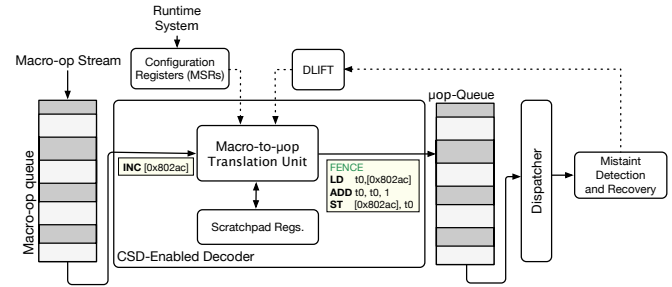 Runtime
System
Macro-op Stream
Configuration
Registers (MSRs)
DLIFT
μop-Queue
Macro-op queue
INC [0x802ac]
Macro-to-μop
Translation Unit
FENCE
LD t0,[0x802ac]
ADD t0, t0, 1
ST [0x802ac], t0
Scratchpad Regs.
CSD-Enabled Decoder
Dispatcher
Mistaint
Detection
and Recovery